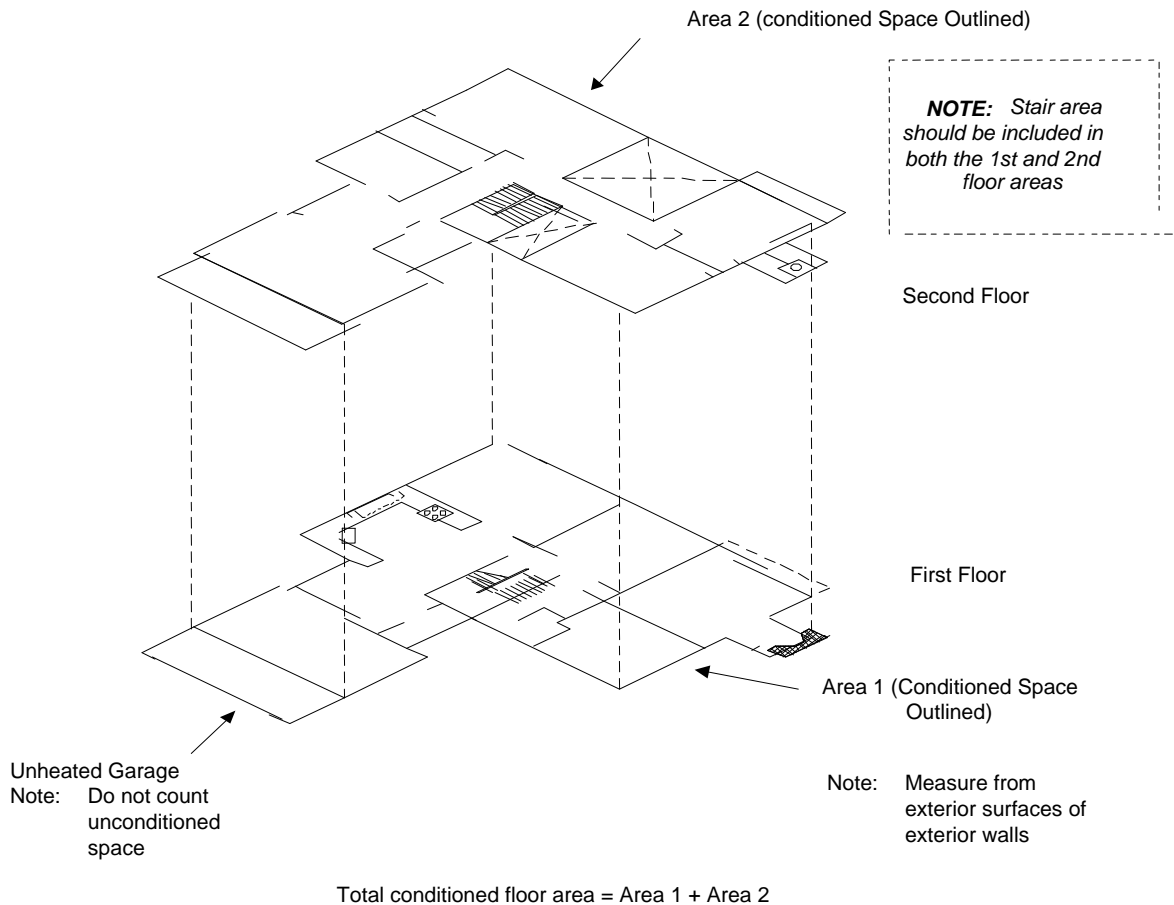 Area 2 (conditioned Space Outlined)
NOTE: Stair area
should be included in
both the 1st and 2nd
floor areas
Second Floor
First Floor
Area 1 (Conditioned Space
Outlined)
Unheated Garage
Note: Do not count
unconditioned
space
Note: Measure from
exterior surfaces of
exterior walls
Total conditioned floor area = Area 1 + Area 2